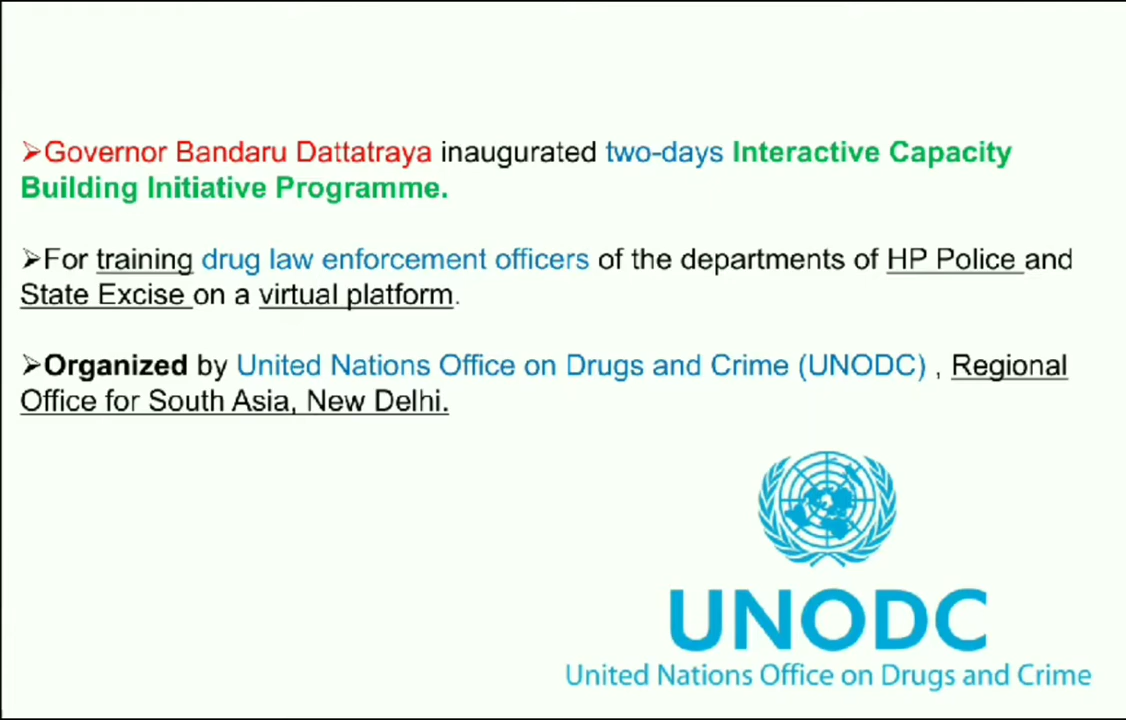 ➢Governor Bandaru Dattatraya inaugurated two-days Interactive Capacity
Building Initiative Programme.
➢For training drug law enforcement officers of the departments of HP Police and
State Excise on a virtual platform.
➢Organized by United Nations Office on Drugs and Crime (UNODC) , Regional
Office for South Asia, New Delhi.
UNODC
United Nations Office on Drugs and Crime